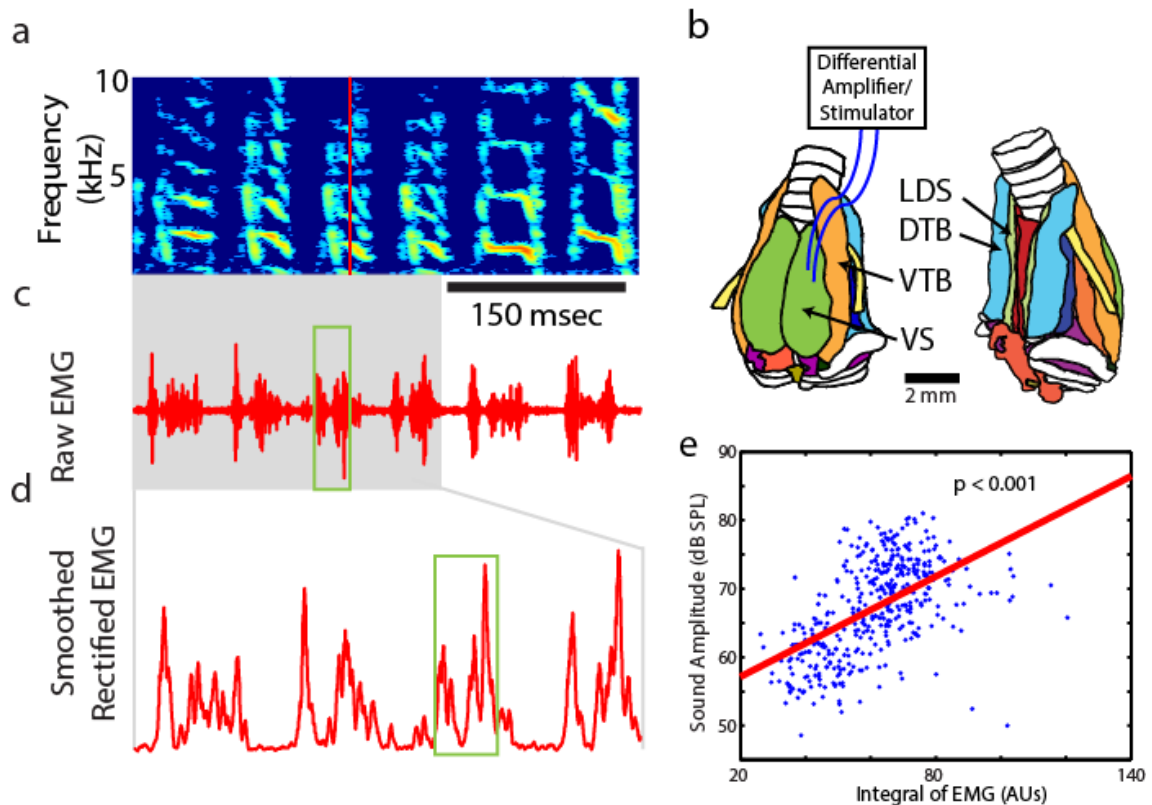 a
10
5
Frequency
(kHz)
150 msec
b
Differential
Amplifier/
Stimulator
LDS
DTB
VTB
VS
2 mm
c
Raw EMG
d
Smoothed
Rectified EMG
e
p < 0.001
Sound Amplitude (dB SPL)
90
80
70
60
50
20
80
140
Integral of EMG (AUs)